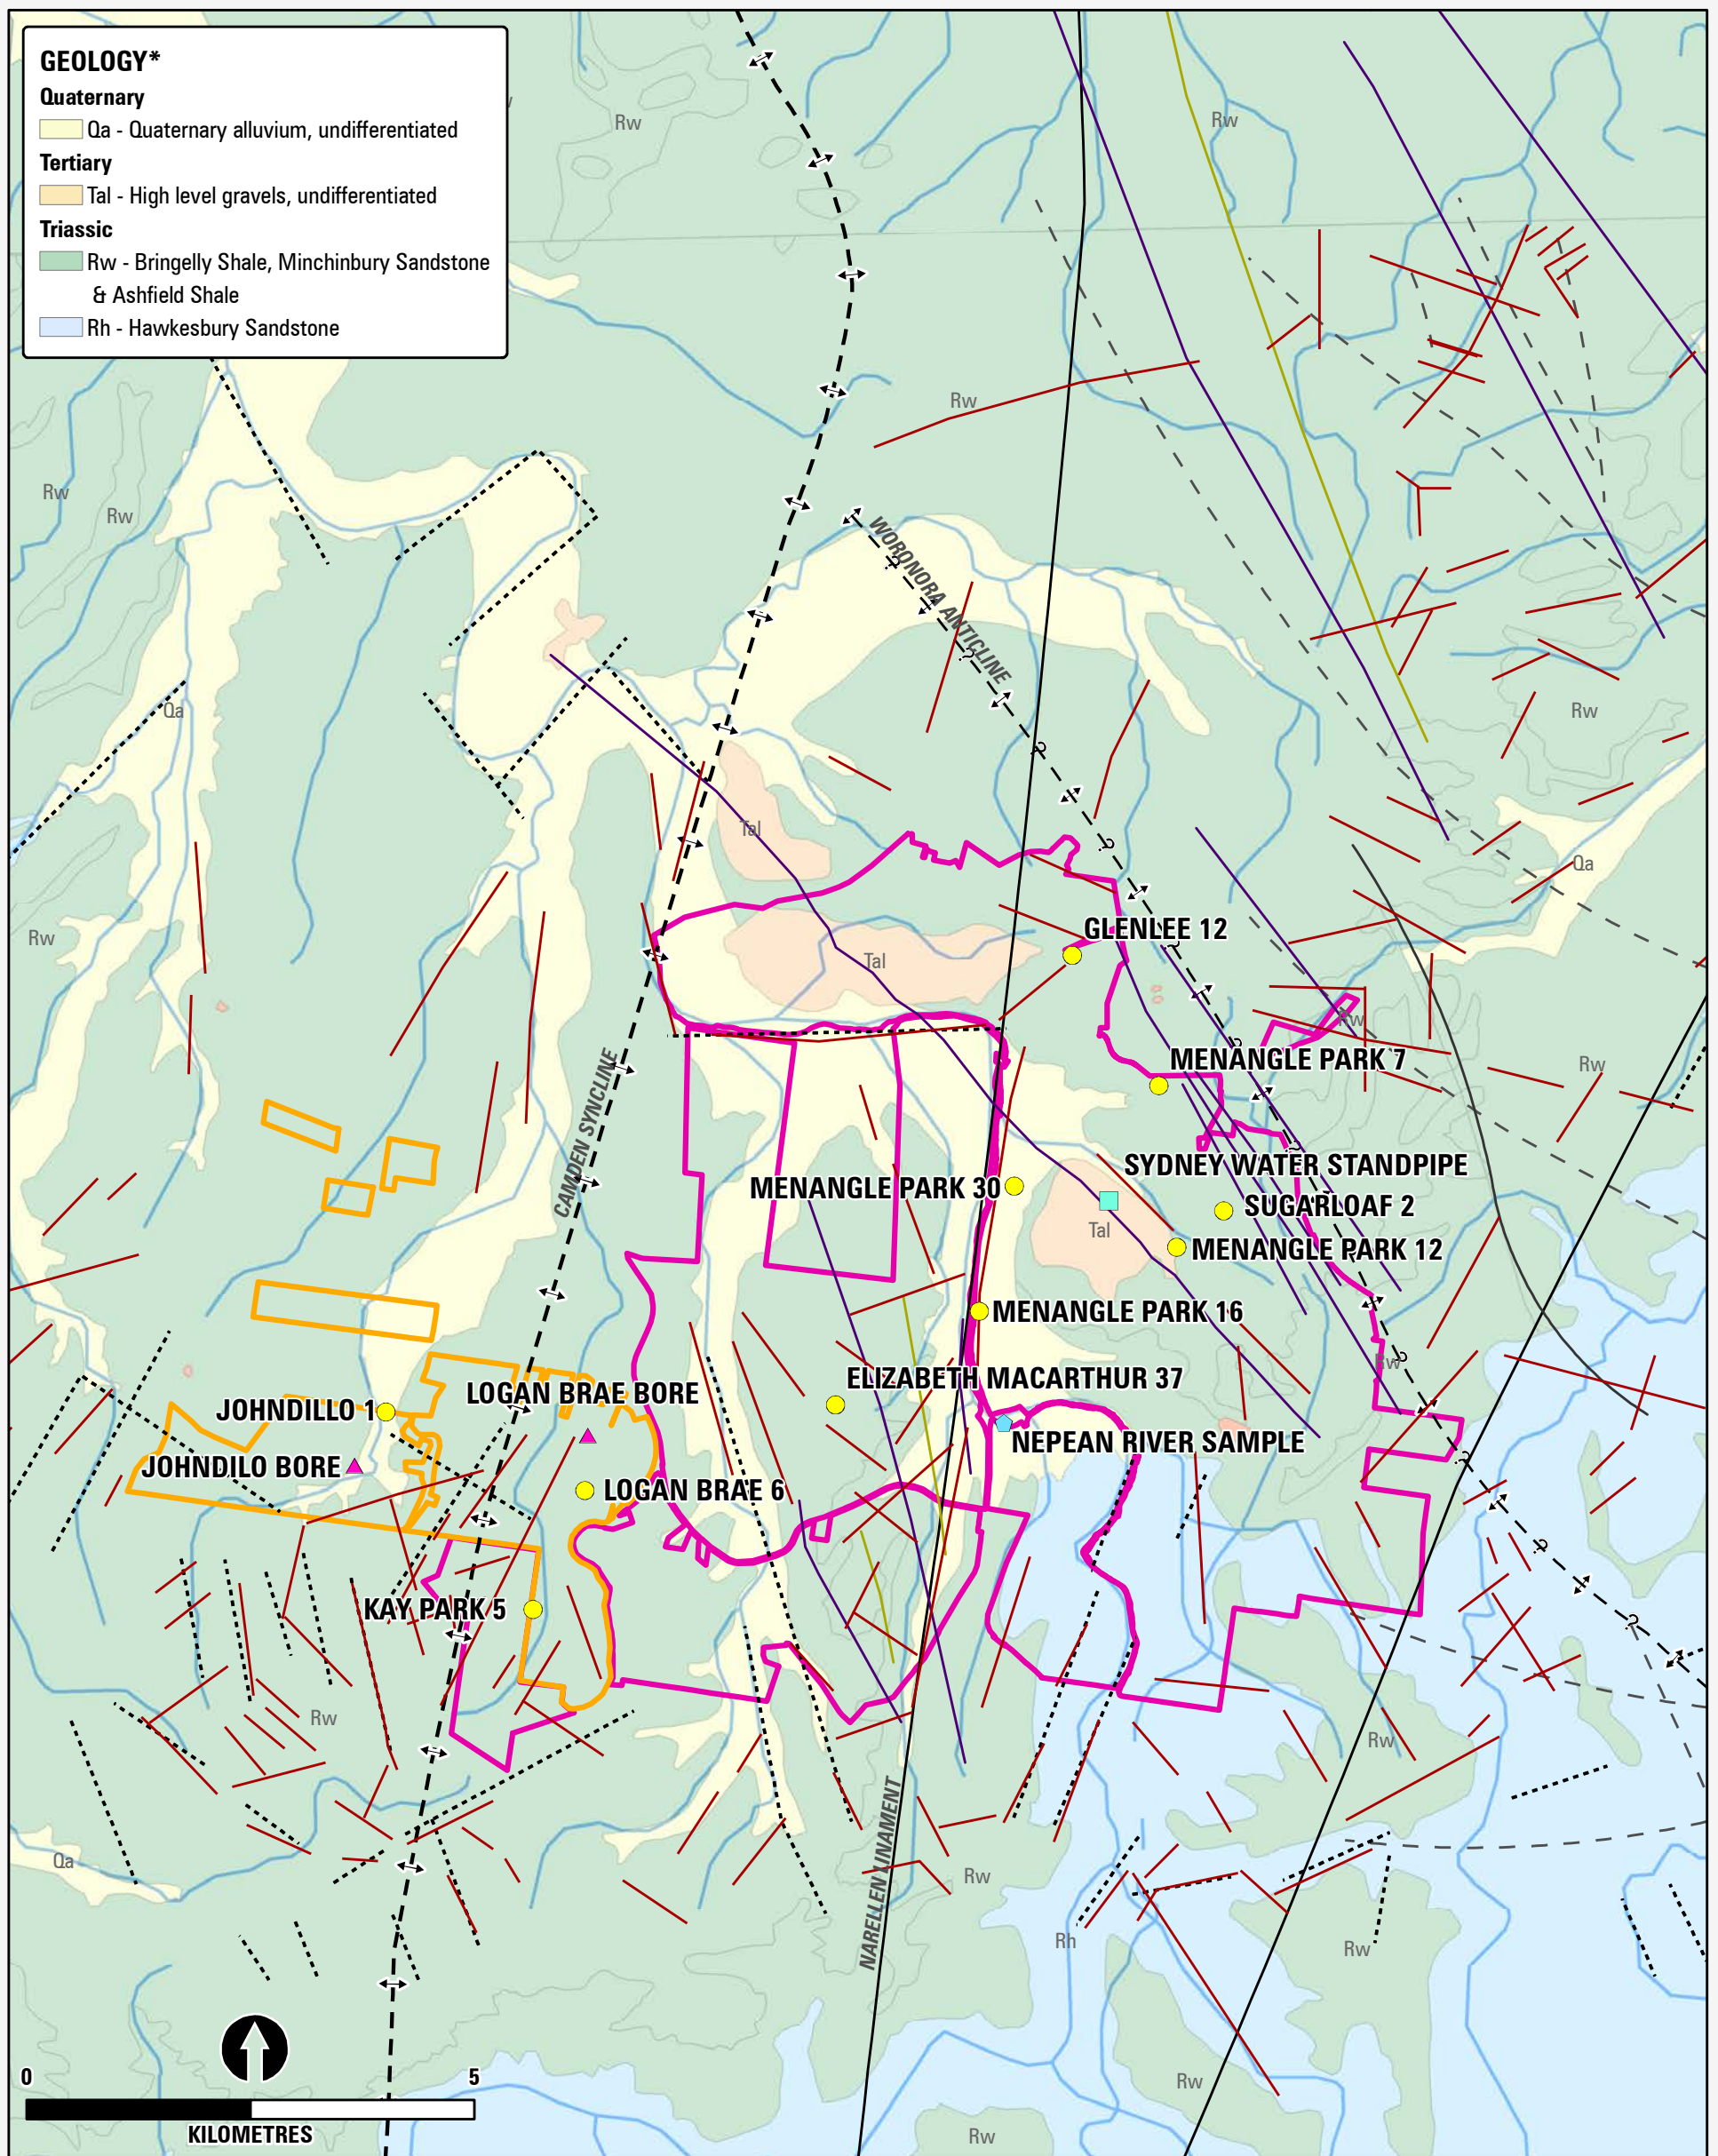 GEOLOGY*
Quaternary
Qa - Quaternary alluvium, undifferentiated
Tertiary
Tal - High level gravels, undifferentiated
Triassic
Rw - Bringelly Shale, Minchinbury Sandstone
& Ashfield Shale
Rh - Hawkesbury Sandstone
Rw
Rw
Rw
Rw
Rw
WORONORA ANTICLINE
?
?
?
?
Qa
Rw
Tal
Qa
Rw
GLENLEE 12
?
Tal
Rw
?
MENANGLE PARK 7
Rw
CAMDEN SYNCLINE
?
SYDNEY WATER STANDPIPE
MENANGLE PARK 30
SUGARLOAF 2
Tal
MENANGLE PARK 12
?
MENANGLE PARK 16
Rw
?
ELIZABETH MACARTHUR 37
LOGAN BRAE BORE
JOHNDILLO 1
NEPEAN RIVER SAMPLE
?
JOHNDILO BORE
LOGAN BRAE 6
?
KAY PARK 5
?
Rw
Rw
NARELLEN LINAMENT
Qa
Rw
Rh
Rw
Rw
Rw
0
5
KILOMETRES